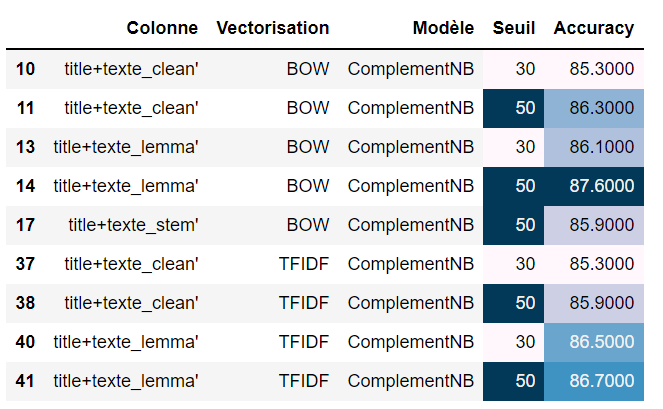 Colonne Vectorisation Modèle Seuil Accuracy
10 title+texte_clean' BOW ComplementNB 30 85.3000
11 title+texte_clean' BOW ComplementNB 50 86.3000
13 title+texte_lemma' BOW ComplementNB 30 86.1000
14 title+texte_lemma' BOW ComplementNB 50 87.6000
17 title+texte_stem' BOW ComplementNB 50 85.9000
37 title+texte_clean' TFIDF ComplementNB 30 85.3000
38 title+texte_clean' TFIDF ComplementNB 50 85.9000
40 title+texte_lemma' TFIDF ComplementNB 30 86.5000
41 title+texte_lemma' TFIDF ComplementNB 50 86.7000